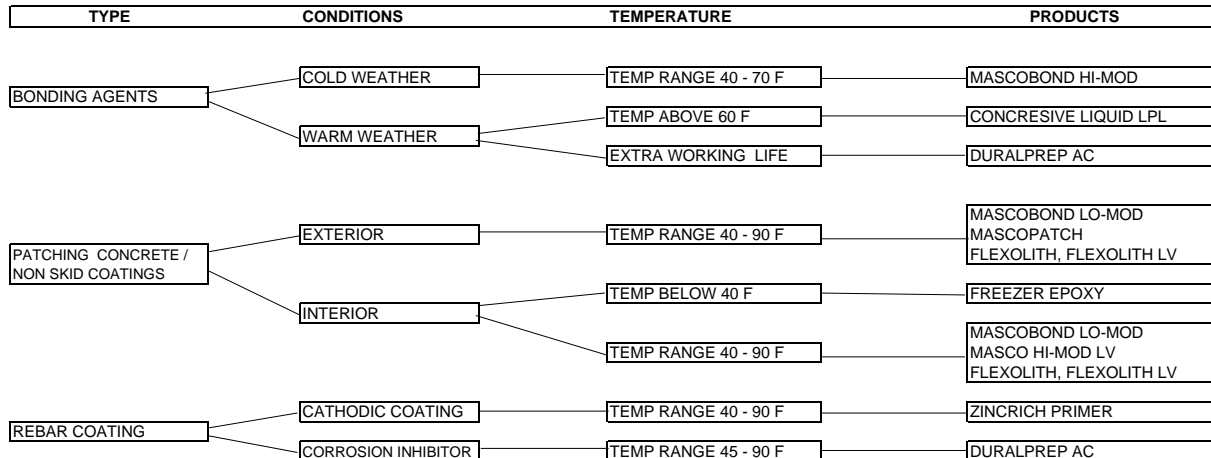 TYPE CONDITIONS TEMPERATURE PRODUCTS
COLD WEATHER TEMP RANGE 40 - 70 F MASCOBOND HI-MOD
BONDING AGENTS
TEMP ABOVE 60 F CONCRESIVE LIQUID LPL
WARM WEATHER
EXTRA WORKING LIFE DURALPREP AC
MASCOBOND LO-MOD
EXTERIOR TEMP RANGE 40 - 90 F MASCOPATCH
PATCHING CONCRETE / FLEXOLITH, FLEXOLITH LV
NON SKID COATINGS
TEMP BELOW 40 F FREEZER EPOXY
INTERIOR
MASCOBOND LO-MOD
TEMP RANGE 40 - 90 F MASCO HI-MOD LV
FLEXOLITH, FLEXOLITH LV
CATHODIC COATING TEMP RANGE 40 - 90 F ZINCRICH PRIMER
REBAR COATING
CORROSION INHIBITOR TEMP RANGE 45 - 90 F DURALPREP AC